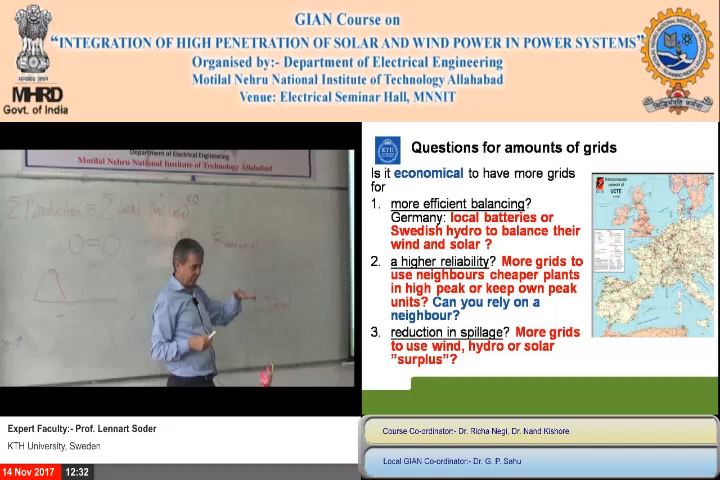 GIAN Course on
"INTEGRATION OF HIGH PENETRATION OF SOLAR AND WIND POWER IN POWER SYSTEMS"
Organised by:- Department of Electrical Engineering
Motilal Nehru National Institute of Technology Allahabad
Venue: Electrical Seminar Hall, MNNIT
MHRD
Govt. of India
Department of Electrical Engineering
Motilal Nehru National Institute of Technology Allahabad
KTH
Questions for amounts of grids
Is it economical to have more grids
for
1. more efficient balancing?
Germany: local batteries or
Swedish hydro to balance their
wind and solar ?
2. a higher reliability? More grids to
use neighbours cheaper plants
in high peak or keep own peak
units? Can you rely on a
neighbour?
3. reduction in spillage? More grids
to use wind, hydro or solar
"surplus"?
UCTE
Expert Faculty:- Prof. Lennart Soder
KTH University, Sweden
14 Nov 2017 12:32
Course Co-ordinator:- Dr. Richa Negi, Dr. Nand Kishore
Local GIAN Co-ordinator:- Dr. G. P. Sahu